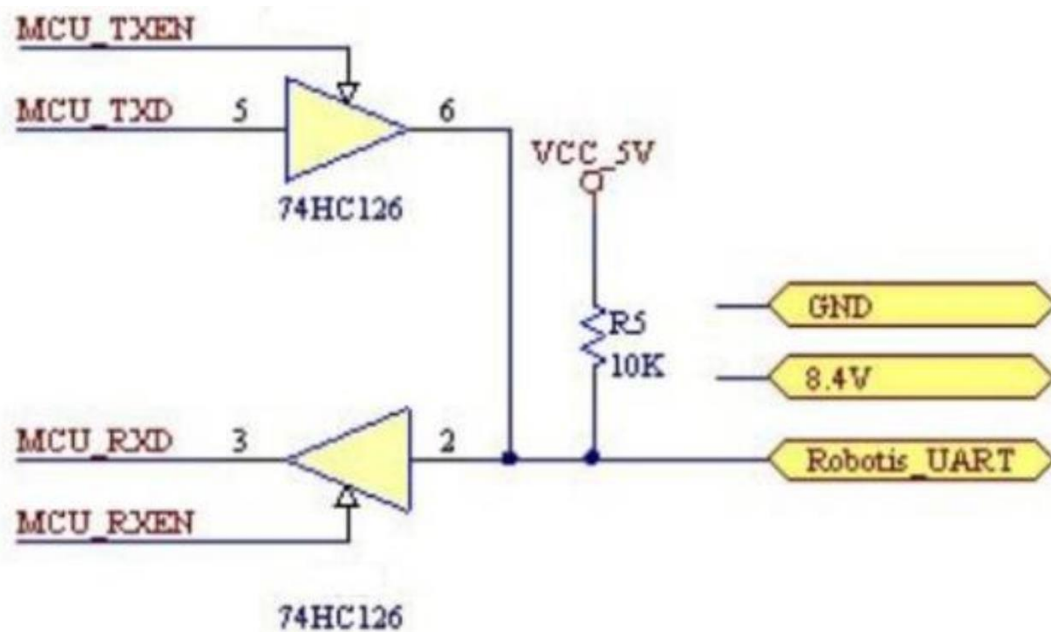 MCU_TXEN
MCU_TXD 5 6
VCC_5V
74HC126
GND
R5
10K
8.4V
MCU_RXD 3 2
Robotis_UART
MCU_RXEN
74HC126